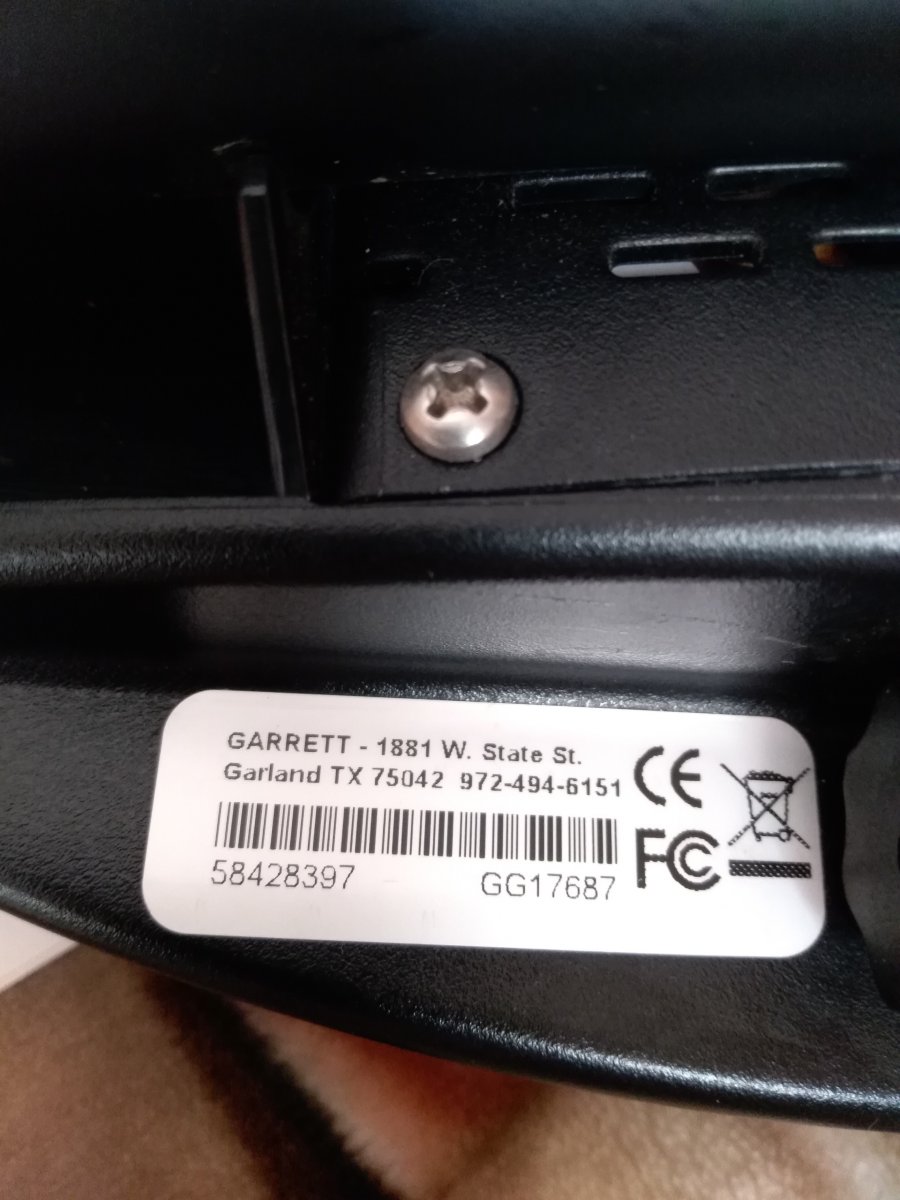 GARRETT - 1881 W. State St.
Garland TX 75042 972-494-6151
CE
FC
58428397 GG17687